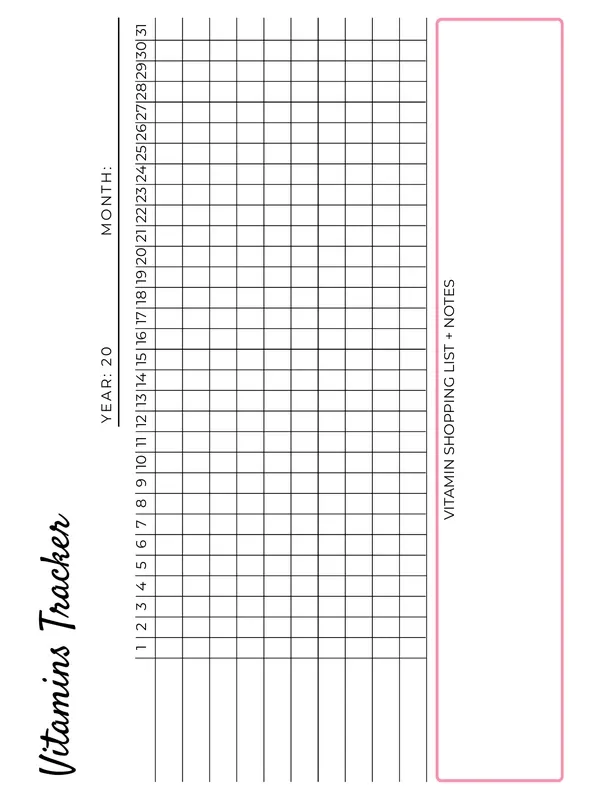 Vitamins Tracker
YEAR: 20 MONTH:
1 2 3 4 5 6 7 8 9 10 11 12 13 14 15 16 17 18 19 20 21 22 23 24 25 26 27 28 29 30 31
VITAMIN SHOPPING LIST + NOTES